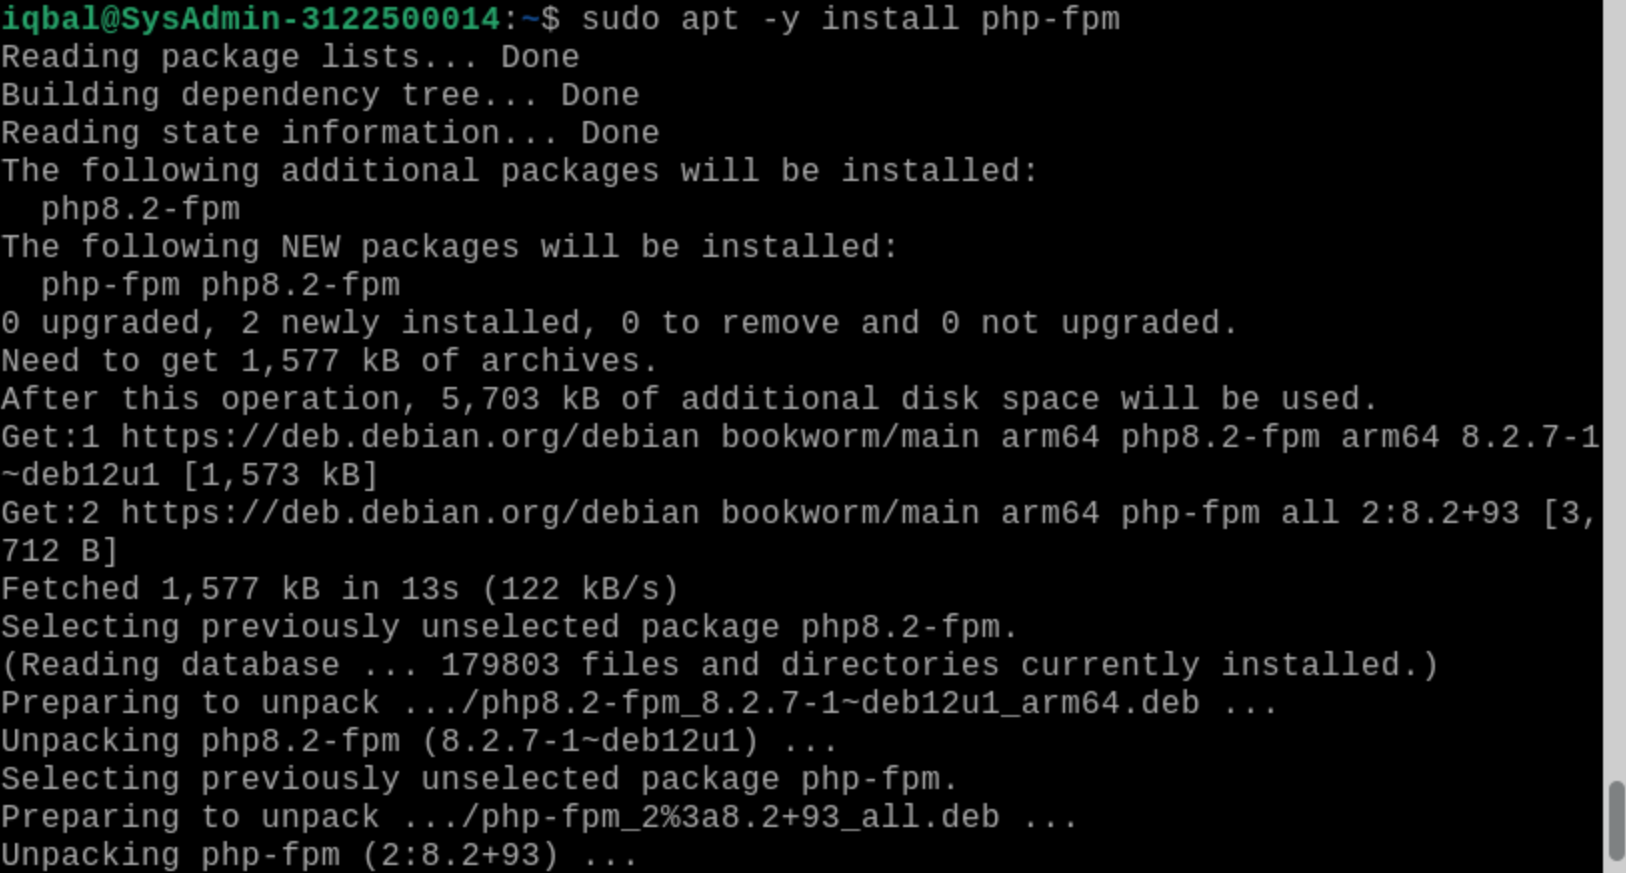 iqbal@SysAdmin-3122500014:~$ sudo apt -y install php-fpm
Reading package lists... Done
Building dependency tree... Done
Reading state information... Done
The following additional packages will be installed:
  php8.2-fpm
The following NEW packages will be installed:
  php-fpm php8.2-fpm
0 upgraded, 2 newly installed, 0 to remove and 0 not upgraded.
Need to get 1,577 kB of archives.
After this operation, 5,703 kB of additional disk space will be used.
Get:1 https://deb.debian.org/debian bookworm/main arm64 php8.2-fpm arm64 8.2.7-1
~deb12u1 [1,573 kB]
Get:2 https://deb.debian.org/debian bookworm/main arm64 php-fpm all 2:8.2+93 [3,
712 B]
Fetched 1,577 kB in 13s (122 kB/s)
Selecting previously unselected package php8.2-fpm.
(Reading database ... 179803 files and directories currently installed.)
Preparing to unpack .../php8.2-fpm_8.2.7-1~deb12u1_arm64.deb ...
Unpacking php8.2-fpm (8.2.7-1~deb12u1) ...
Selecting previously unselected package php-fpm.
Preparing to unpack .../php-fpm_2%3a8.2+93_all.deb ...
Unpacking php-fpm (2:8.2+93) ...